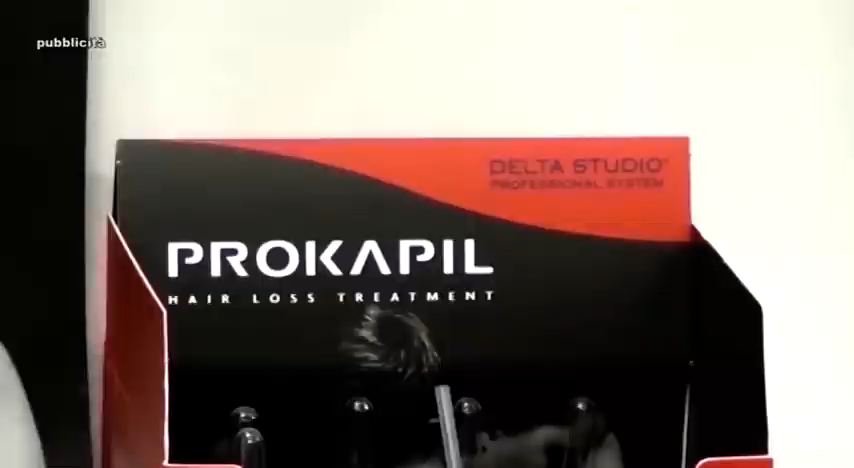 pubblicità
DELTA STUDIO
PROFESSIONAL SYSTEM
PROKAPIL
HAIR LOSS TREATMENT